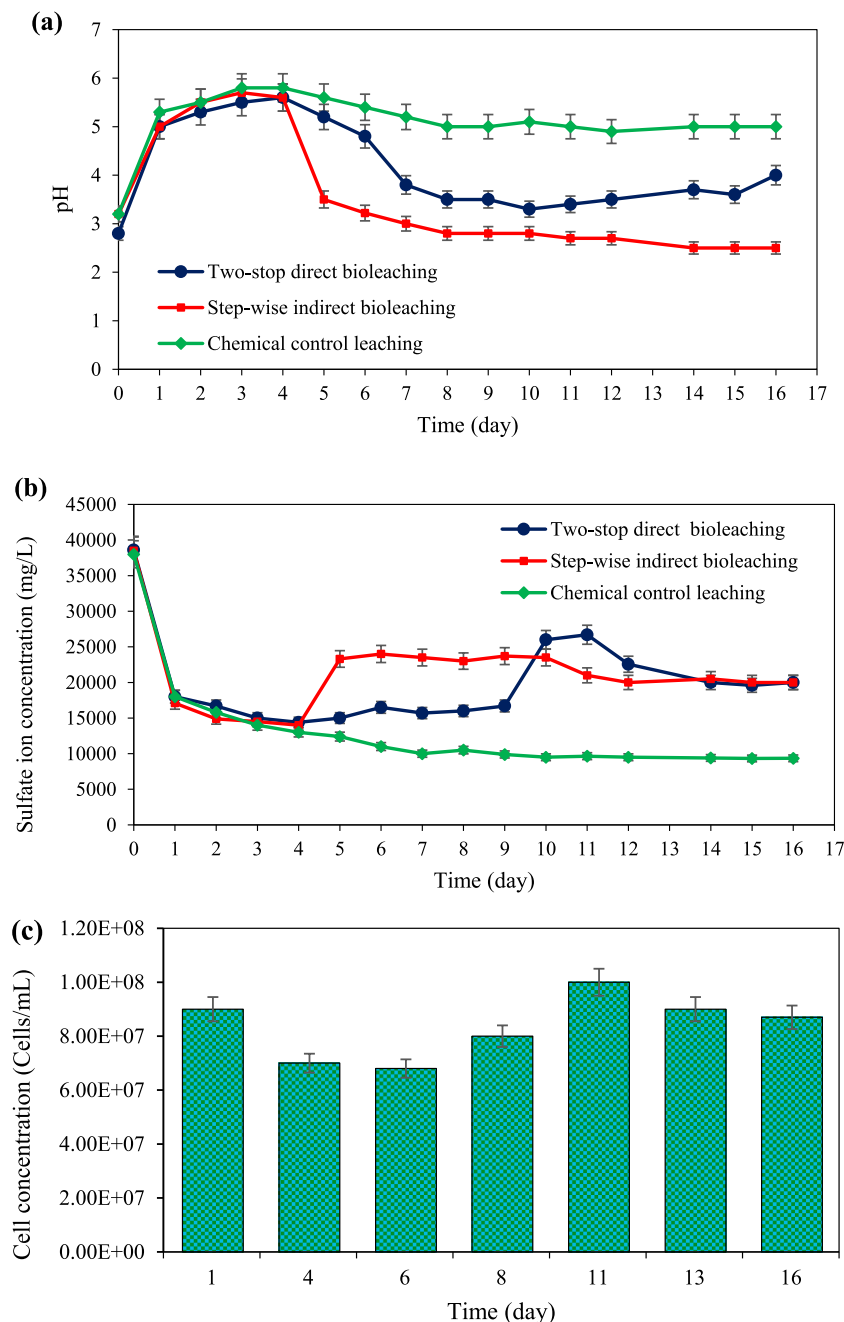 (a)
7
6
5
4
3
2
1
0
pH
Two-stop direct bioleaching
Step-wise indirect bioleaching
Chemical control leaching
0 1 2 3 4 5 6 7 8 9 10 11 12 13 14 15 16 17
Time (day)
(b)
45000
40000
35000
30000
25000
20000
15000
10000
5000
0
Sulfate ion concentration (mg/L)
Two-stop direct bioleaching
Step-wise indirect bioleaching
Chemical control leaching
0 1 2 3 4 5 6 7 8 9 10 11 12 13 14 15 16 17
Time (day)
(c)
1.20E+08
1.00E+08
8.00E+07
6.00E+07
4.00E+07
2.00E+07
0.00E+00
Cell concentration (Cells/mL)
1 4 6 8 11 13 16
Time (day)